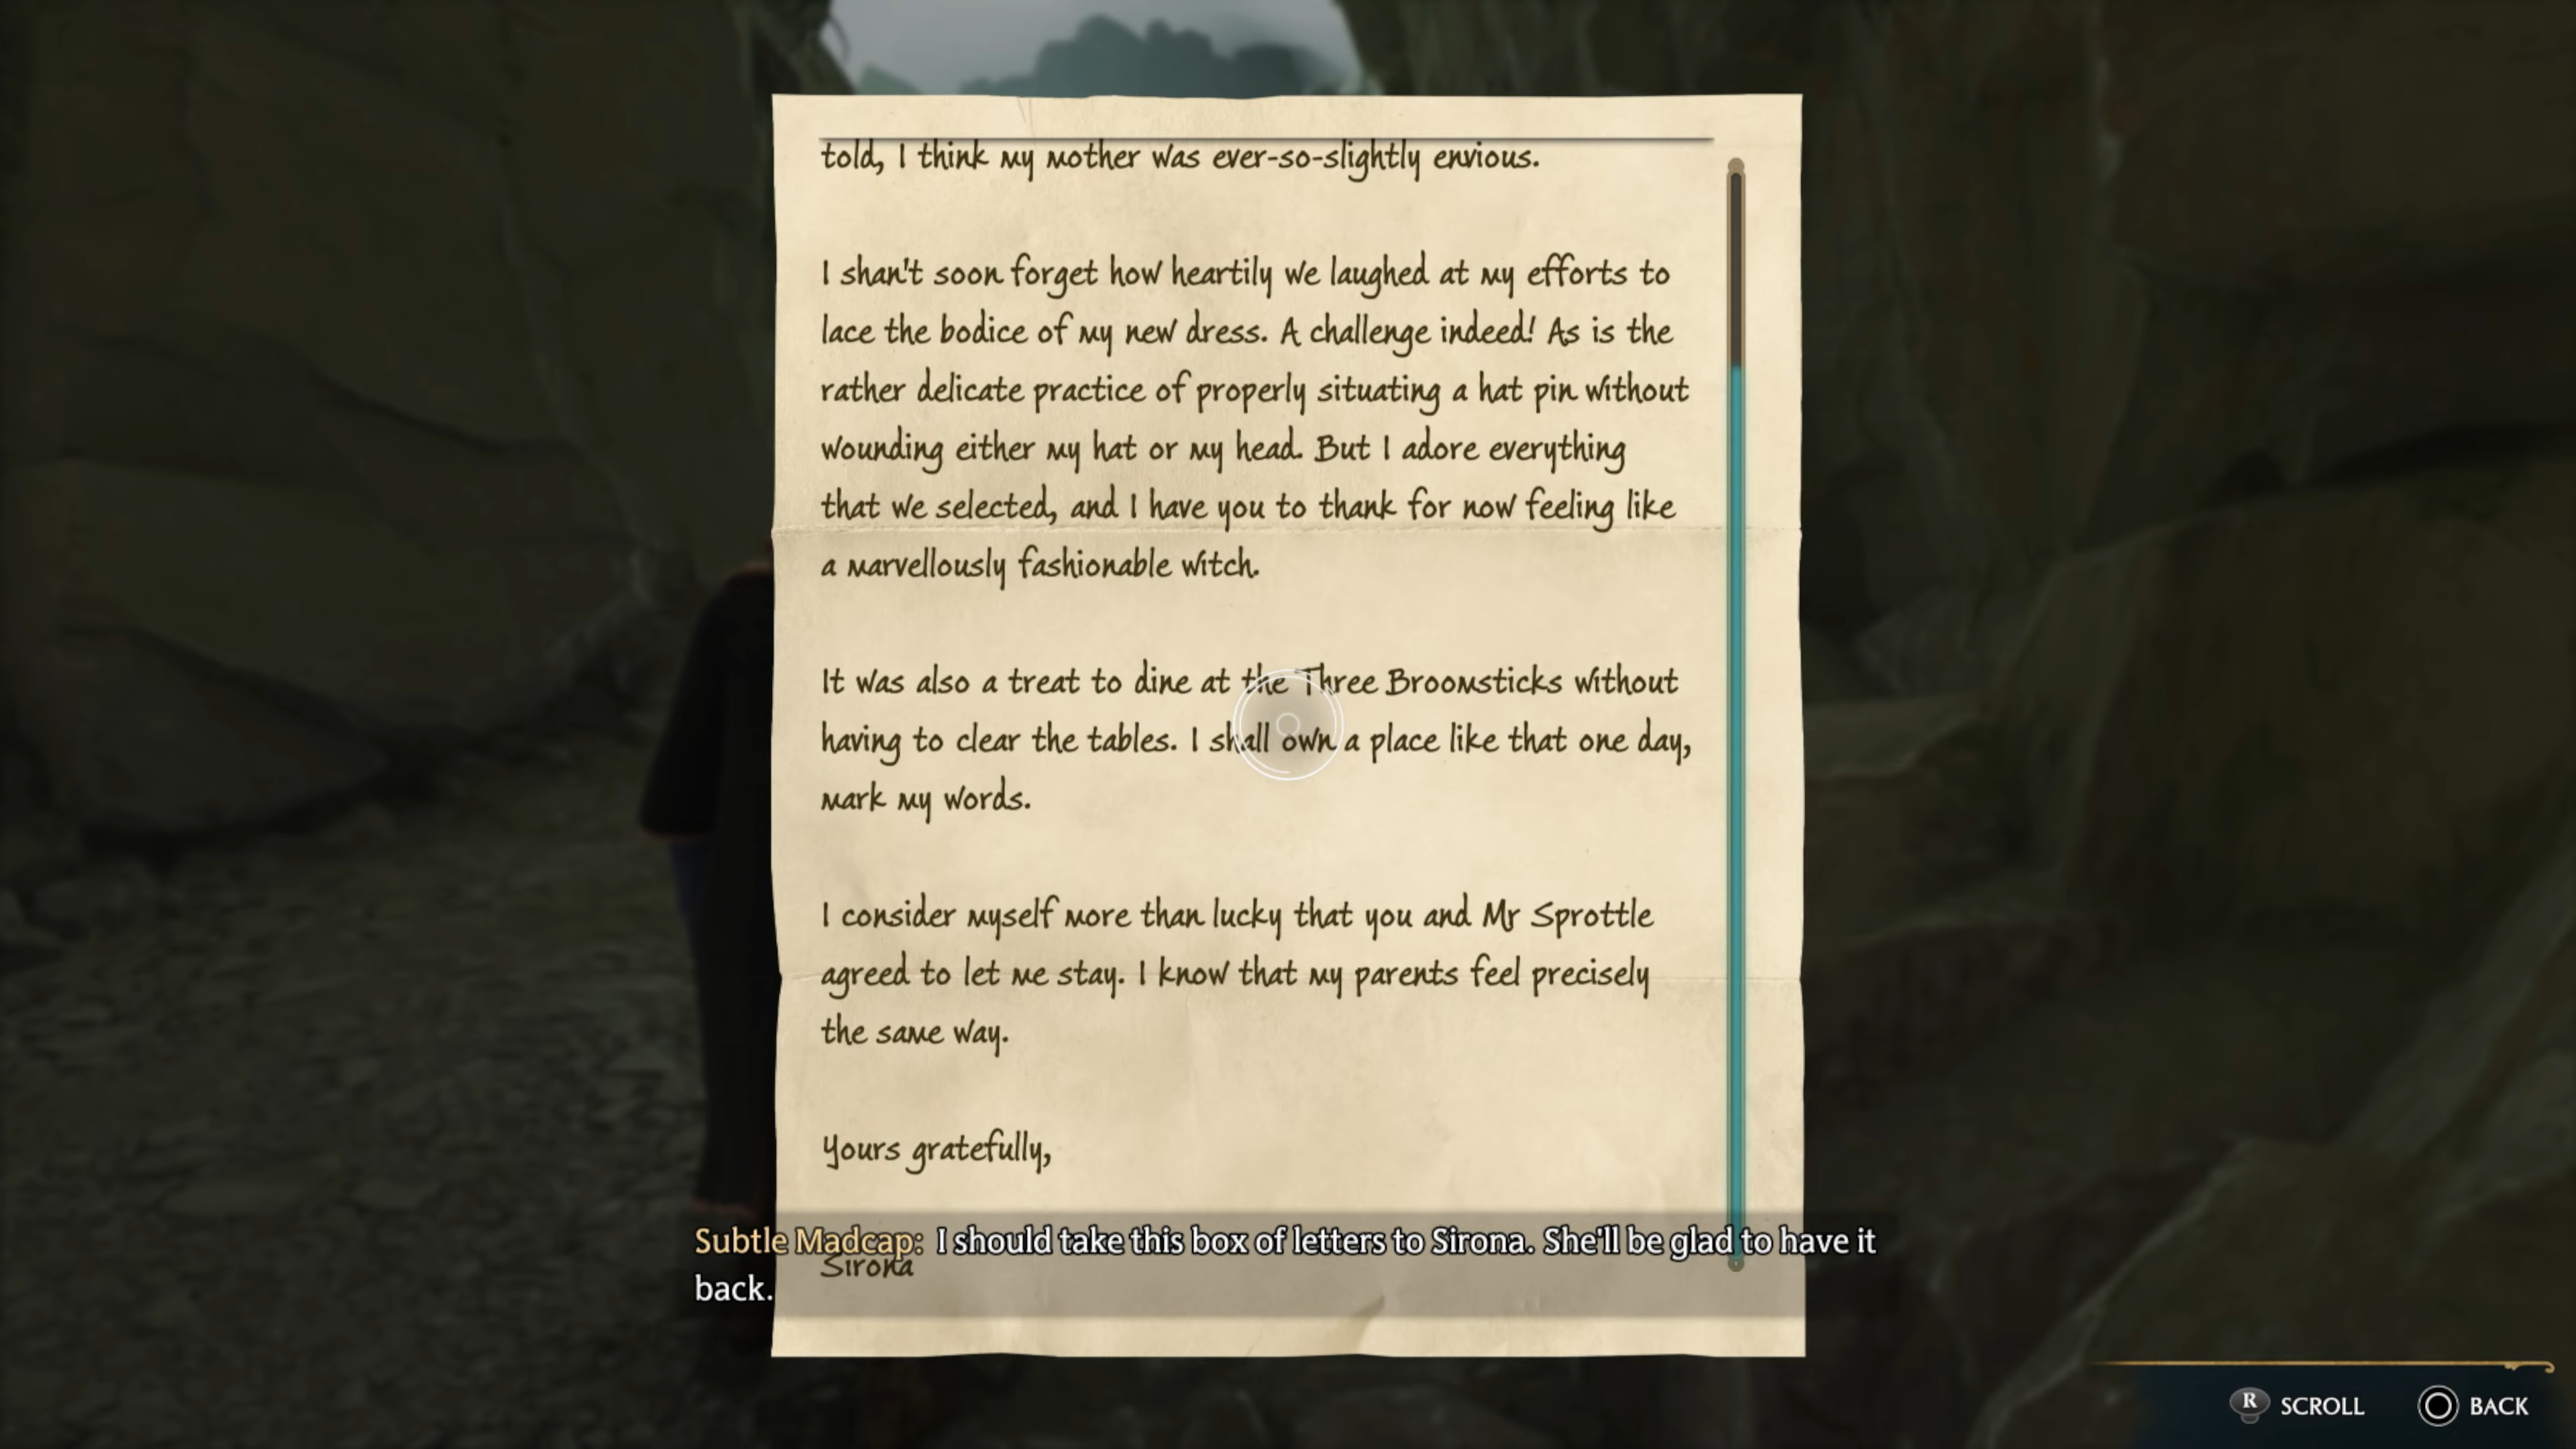 told, I think my mother was ever-so-slightly envious.
I shan't soon forget how heartily we laughed at my efforts to
lace the bodice of my new dress. A challenge indeed! As is the
rather delicate practice of properly situating a hat pin without
wounding either my hat or my head. But I adore everything
that we selected, and I have you to thank for now feeling like
a marvellously fashionable witch.
It was also a treat to dine at the Three Broomsticks without
having to clear the tables. I shall own a place like that one day,
mark my words.
I consider myself more than lucky that you and Mr Sprottle
agreed to let me stay. I know that my parents feel precisely
the same way.
Yours gratefully,
Sirona
Subtle Madcap: I should take this box of letters to Sirona. She'll be glad to have it
back.
R SCROLL BACK